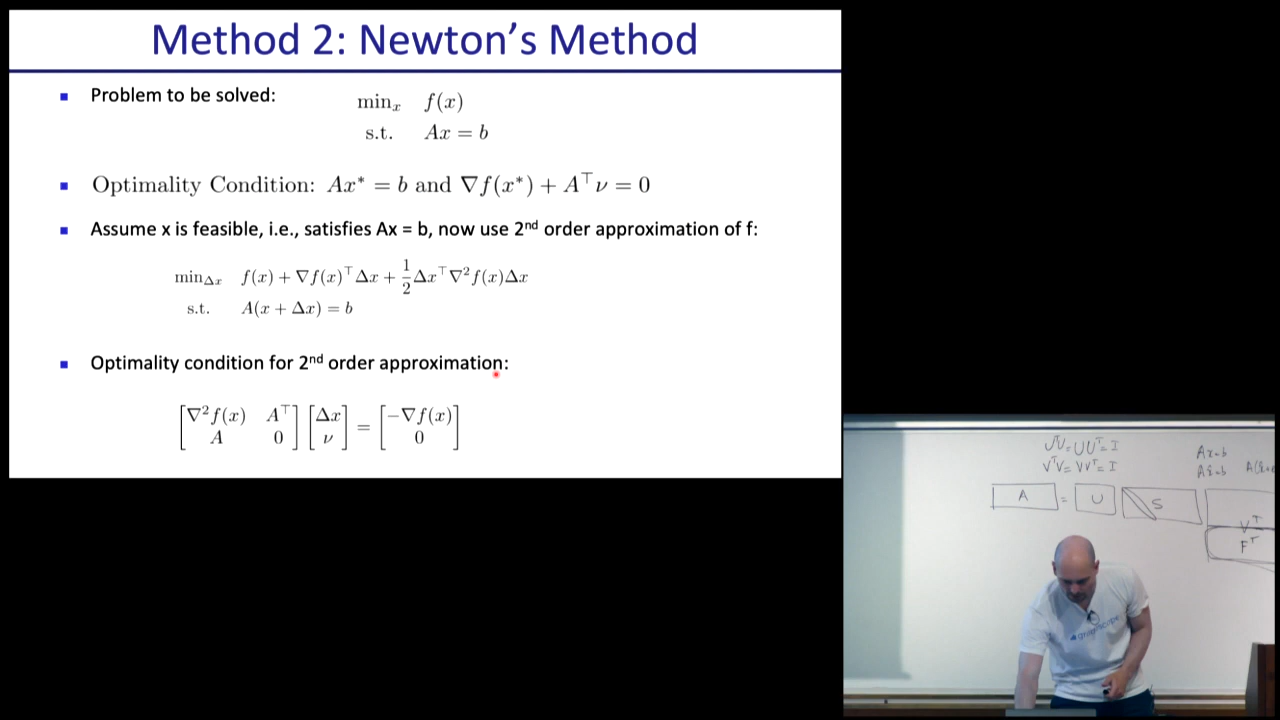 Method 2: Newton's Method
▪ Problem to be solved:
min_x f(x)
s.t. Ax = b
▪ Optimality Condition: Ax* = b and ∇f(x*) + A^⊤ν = 0
▪ Assume x is feasible, i.e., satisfies Ax = b, now use 2nd order approximation of f:
min_Δx f(x) + ∇f(x)^⊤Δx + 1/2 Δx^⊤∇²f(x)Δx
s.t. A(x + Δx) = b
▪ Optimality condition for 2nd order approximation:
[∇²f(x) A^⊤] [Δx] = [−∇f(x)]
[A 0] [ν] [0]
= UU^T = I
V^TV = VV^T = I
Ax=b
A = U S
V^T
F^T